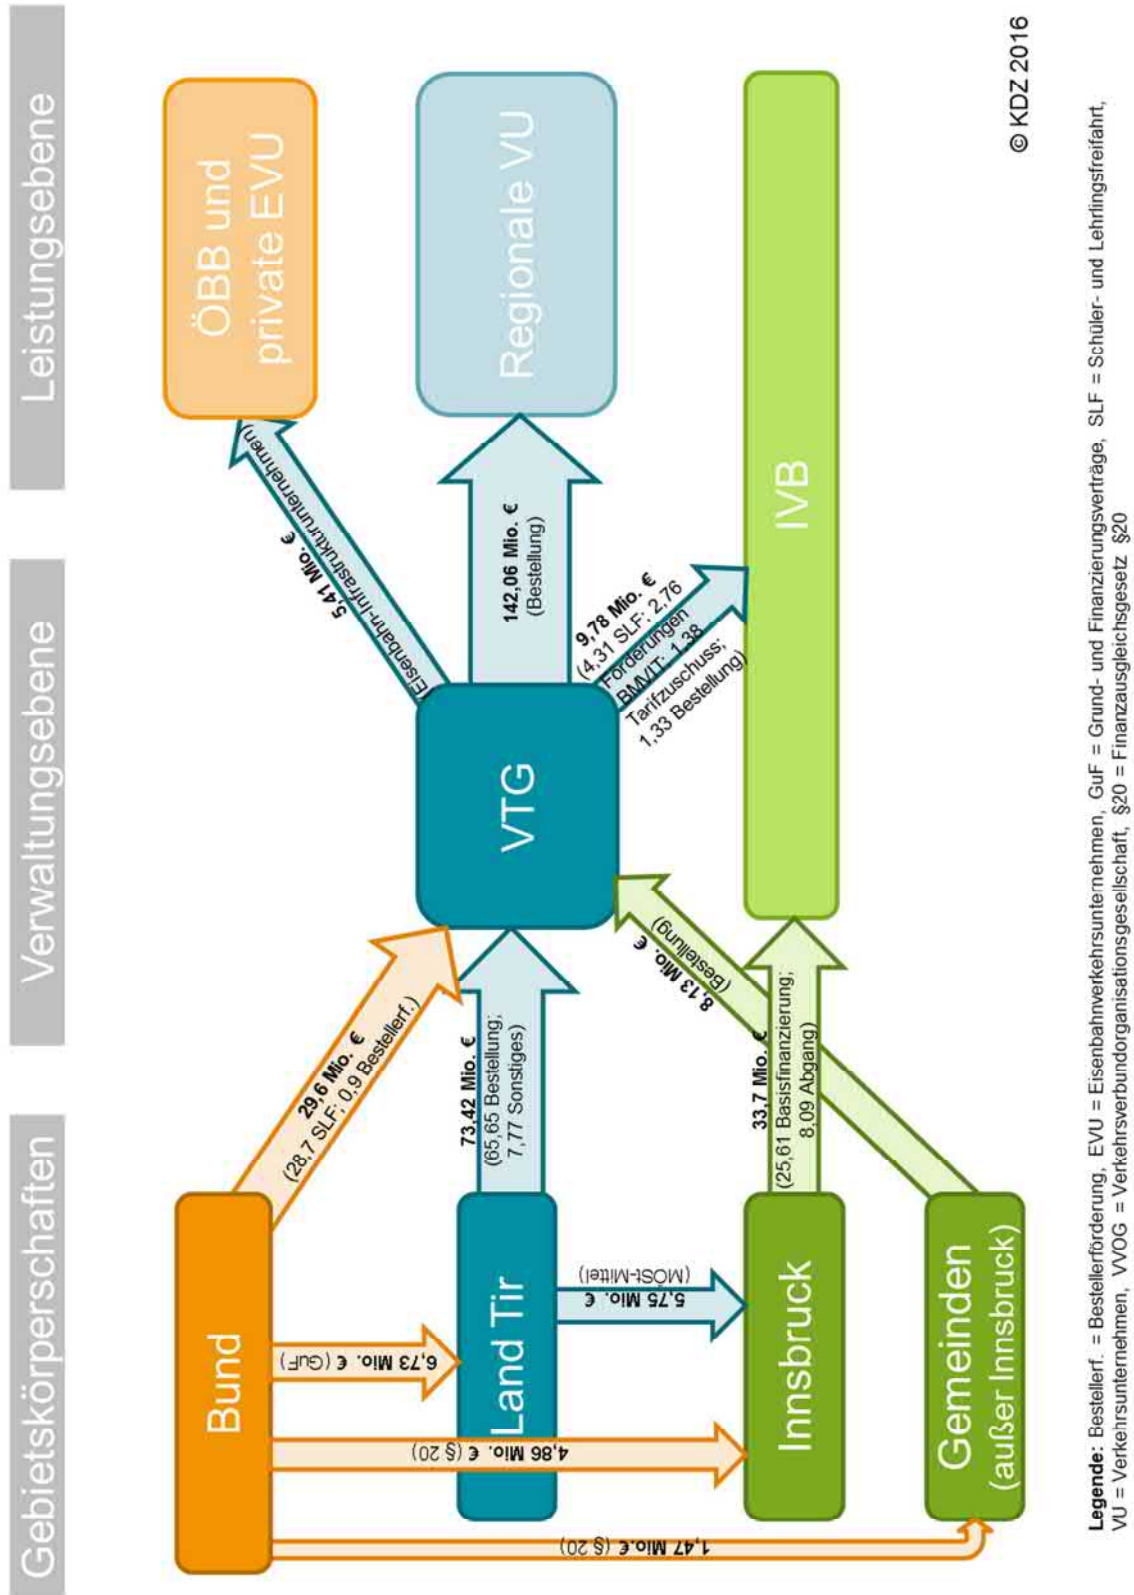 Gebietskörperschaften
Verwaltungsebene
Leistungsebene
Bund
29,6 Mio. €
(28,7 SLF; 0,9 Bestellerf.)
6,73 Mio. € (GuF)
4,86 Mio. € (§ 20)
1,47 Mio.€ (§ 20)
Land Tir
73,42 Mio. €
(65,65 Bestellung;
7,77 Sonstiges)
5,75 Mio. €
(MÖSt-Mittel)
Innsbruck
33,7 Mio. €
(25,61 Basisfinanzierung;
8,09 Abgang)
Gemeinden
(außer Innsbruck)
8,13 Mio. €
(Bestellung)
VTG
5,41 Mio. €
(Eisenbahn-Infrastrukturunternehmen)
142,06 Mio. €
(Bestellung)
9,78 Mio. €
(4,31 SLF; 2,76
Förderungen
BMVIT; 1,38
Tarifzuschuss;
1,33 Bestellung)
ÖBB und
private EVU
Regionale VU
IVB
© KDZ 2016
Legende: Bestellerf. = Bestellerförderung, EVU = Eisenbahnverkehrsunternehmen, GuF = Grund- und Finanzierungsverträge, SLF = Schüler- und Lehrlingsfreifahrt,
VU = Verkehrsunternehmen, VVOG = Verkehrsverbundorganisationsgesellschaft, §20 = Finanzausgleichsgesetz §20